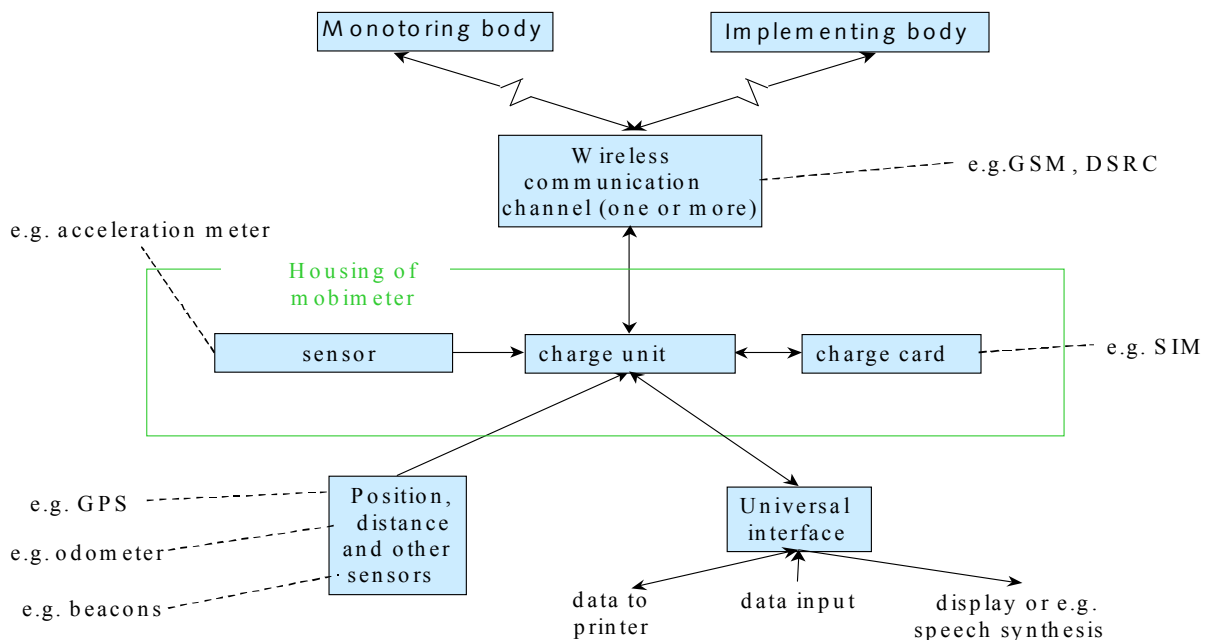 Monotoring body
Implementing body
Wireless
communication
channel (one or more)
e.g.GSM, DSRC
e.g. acceleration meter
Housing of
mobimeter
sensor
charge unit
charge card
e.g. SIM
e.g. GPS
e.g. odometer
e.g. beacons
Position,
distance
and other
sensors
Universal
interface
data to
printer
data input
display or e.g.
speech synthesis